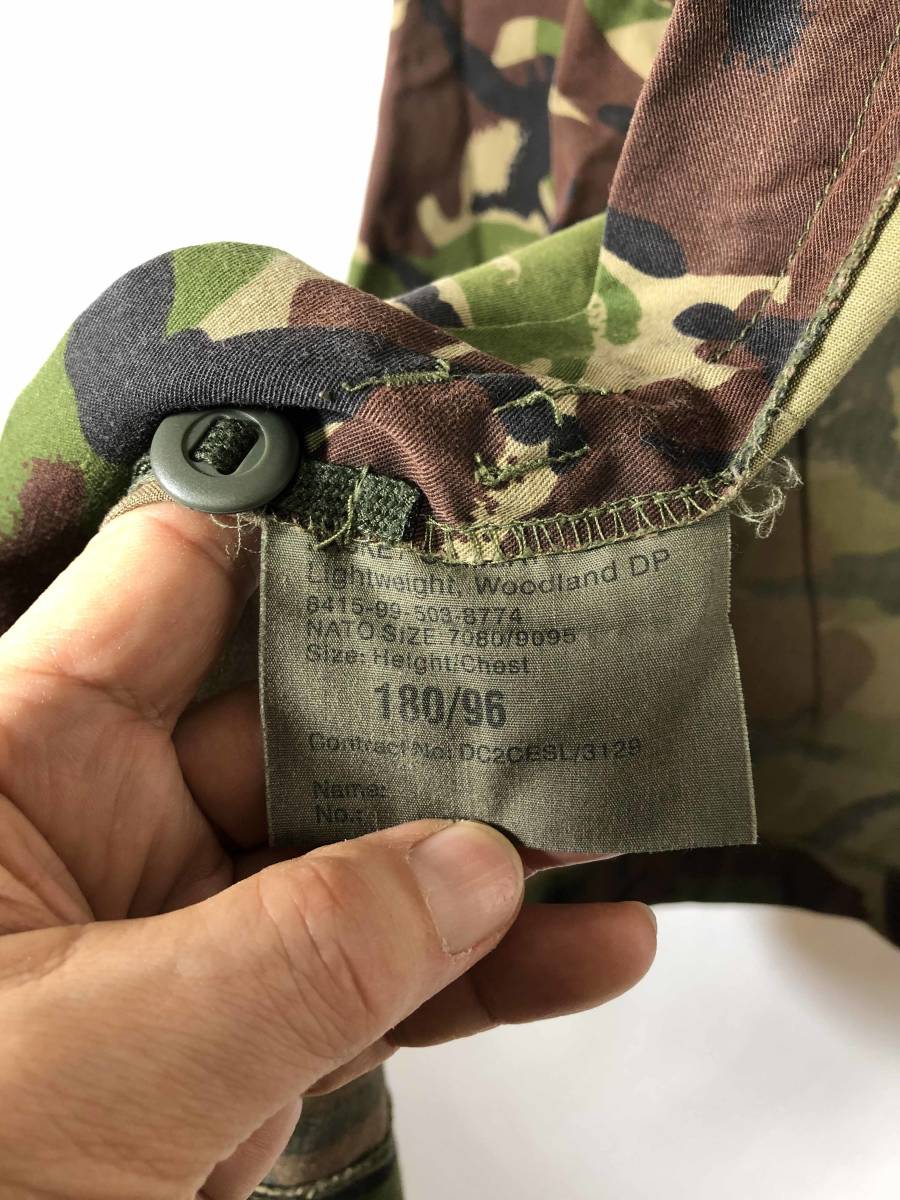 Lightweight, Woodland DP
8415-99-503-8774
NATO SIZE 7080/9095
Size: Height/Chest
180/96
Contract No: DC2CESL/3129
Name:
No.: